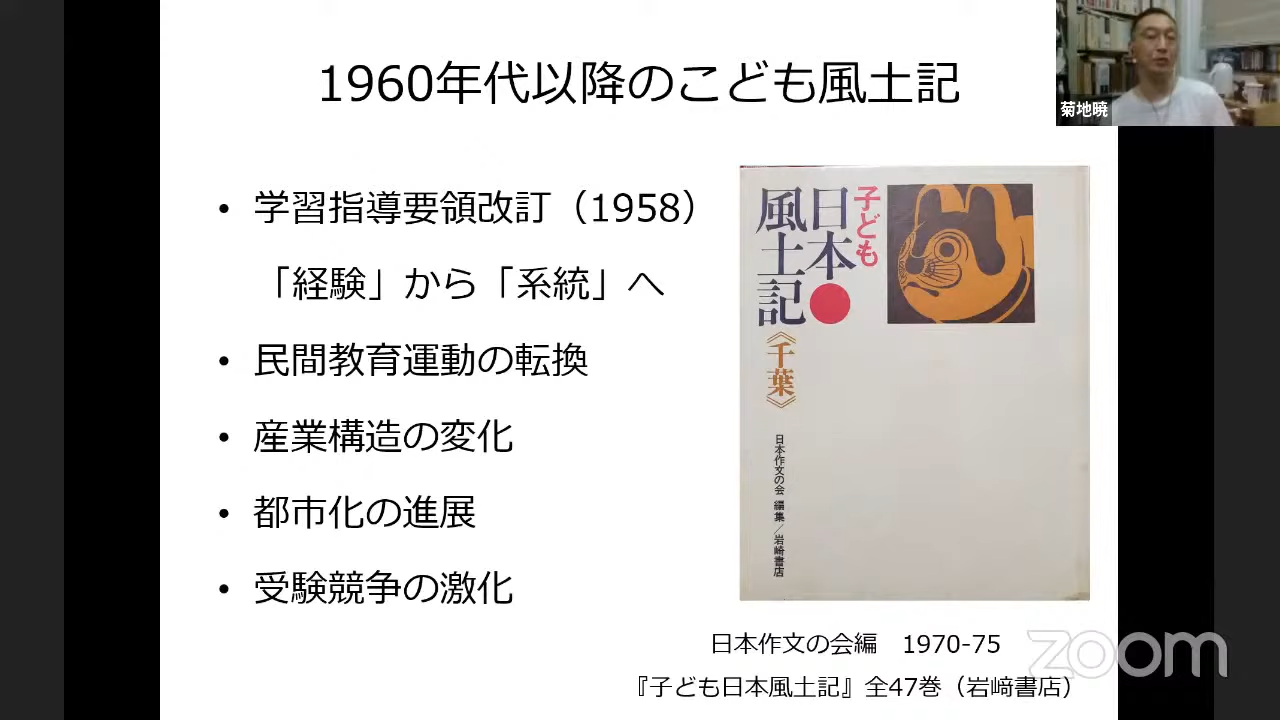 1960年代以降のこども風土記
菊地暁
• 学習指導要領改訂（1958）
「経験」から「系統」へ
• 民間教育運動の転換
• 産業構造の変化
• 都市化の進展
• 受験競争の激化
子ども
日本●
風土記
《千葉》
日本作文の会 編集／岩崎書店
日本作文の会編 1970-75
『子ども日本風土記』全47巻（岩﨑書店）
zoom